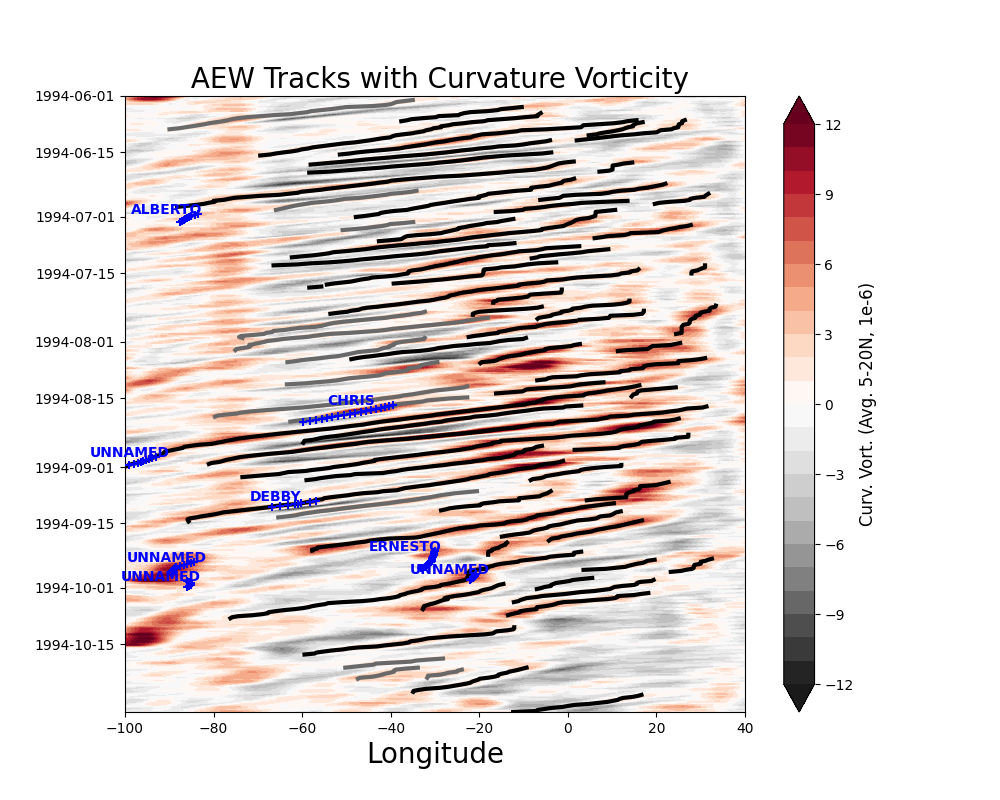 AEW Tracks with Curvature Vorticity
1994-06-01
1994-06-15
1994-07-01
1994-07-15
1994-08-01
1994-08-15
1994-09-01
1994-09-15
1994-10-01
1994-10-15
ALBERTO
CHRIS
UNNAMED
DEBBY
ERNESTO
UNNAMED
UNNAMED
UNNAMED
−100
−80
−60
−40
−20
0
20
40
Longitude
12
9
6
3
0
−3
−6
−9
−12
Curv. Vort. (Avg. 5-20N, 1e-6)